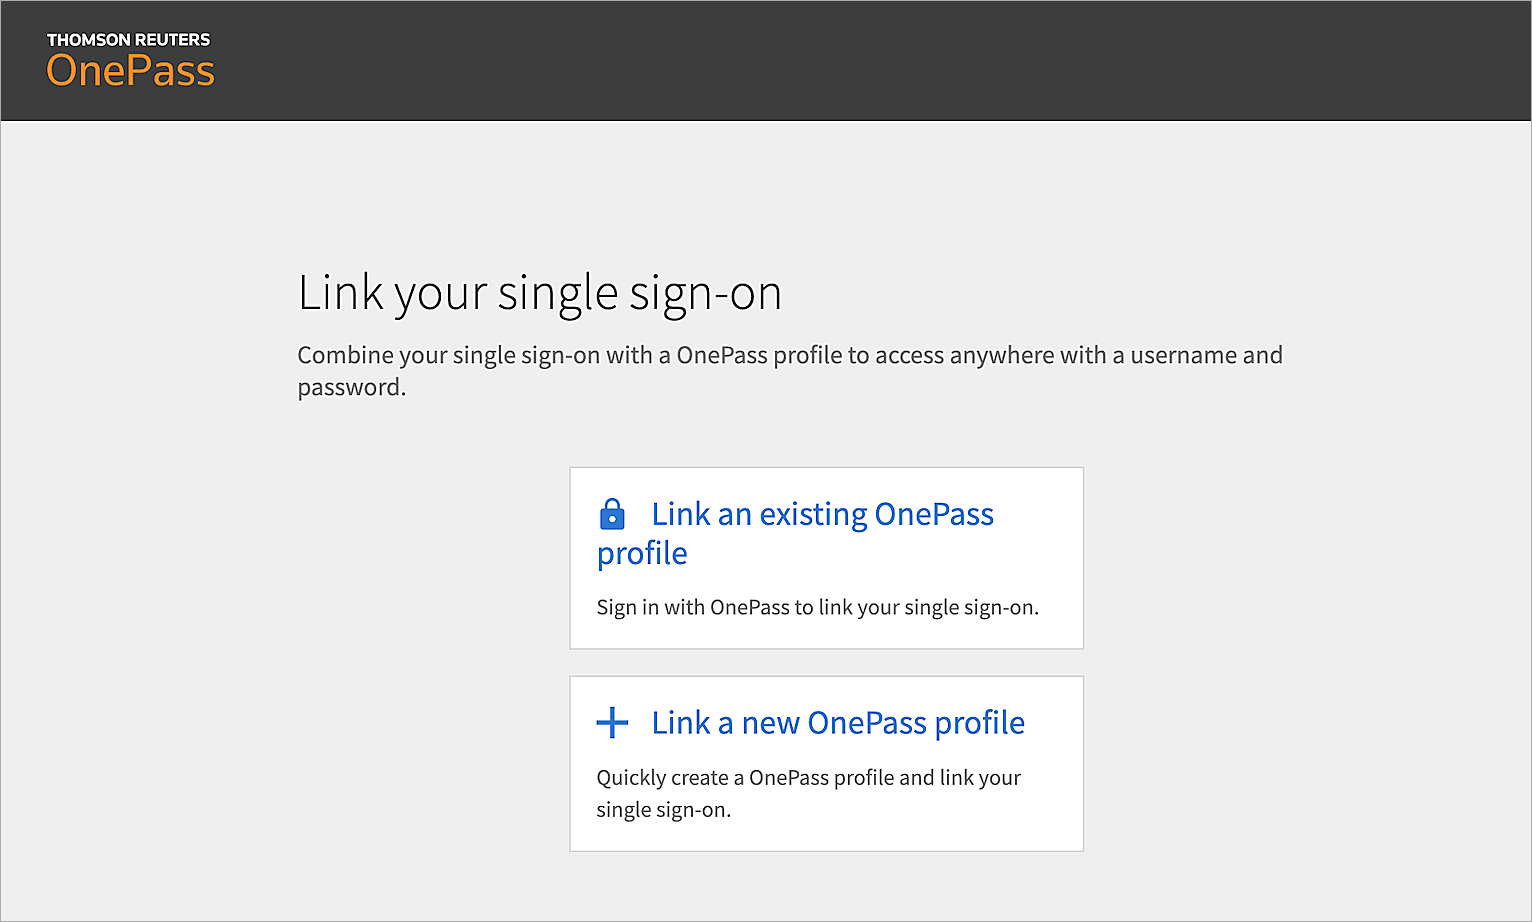 THOMSON REUTERS
OnePass
Link your single sign-on
Combine your single sign-on with a OnePass profile to access anywhere with a username and
password.
Link an existing OnePass
profile
Sign in with OnePass to link your single sign-on.
Link a new OnePass profile
Quickly create a OnePass profile and link your
single sign-on.